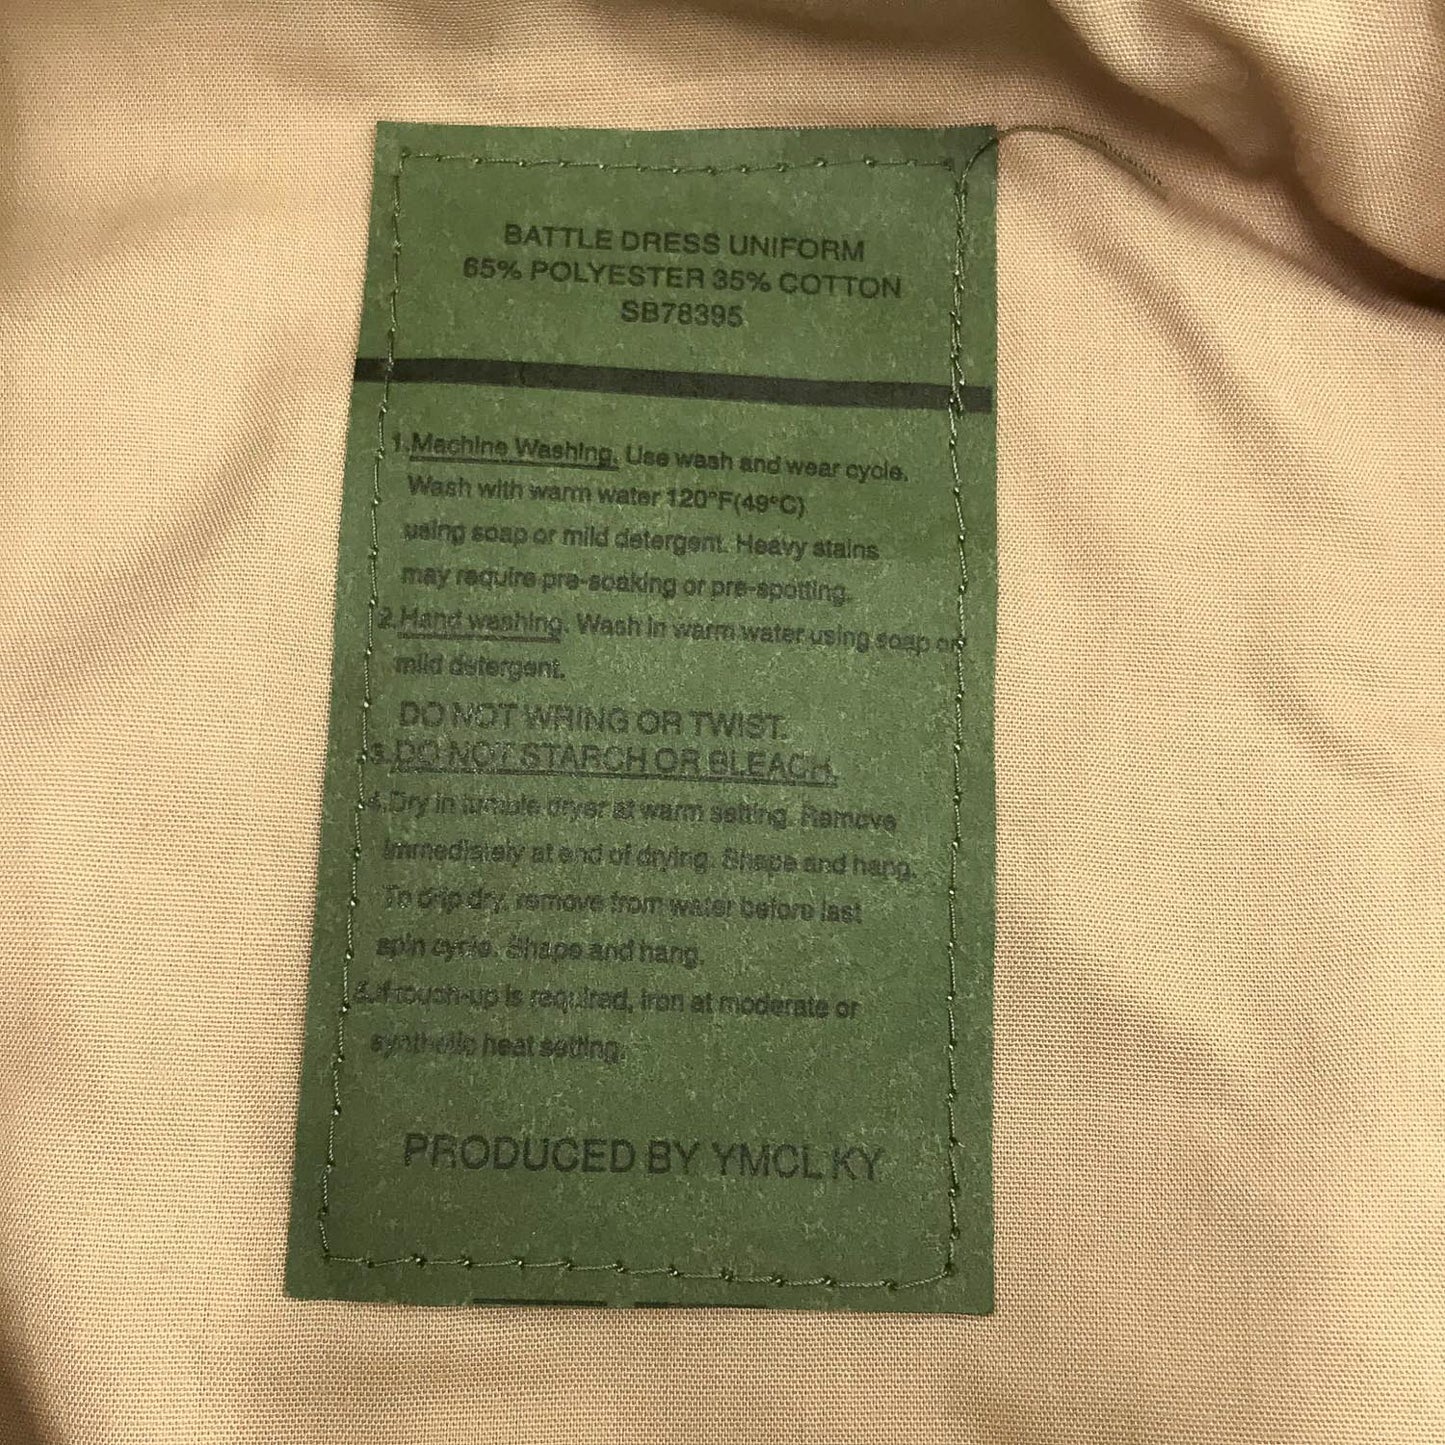 BATTLE DRESS UNIFORM
65% POLYESTER 35% COTTON
SB78395
1.Machine Washing. Use wash and wear cycle.
Wash with warm water 120°F(49°C)
using soap or mild detergent. Heavy stains
may require pre-soaking or pre-spotting.
2.Hand washing. Wash in warm water using soap or
mild detergent.
DO NOT WRING OR TWIST.
3.DO NOT STARCH OR BLEACH.
4.Dry in tumble dryer at warm setting. Remove
immediately at end of drying. Shape and hang.
To drip dry, remove from water before last
spin cycle. Shape and hang.
5.If touch-up is required, iron at moderate or
synthetic heat setting.
PRODUCED BY YMCLKY